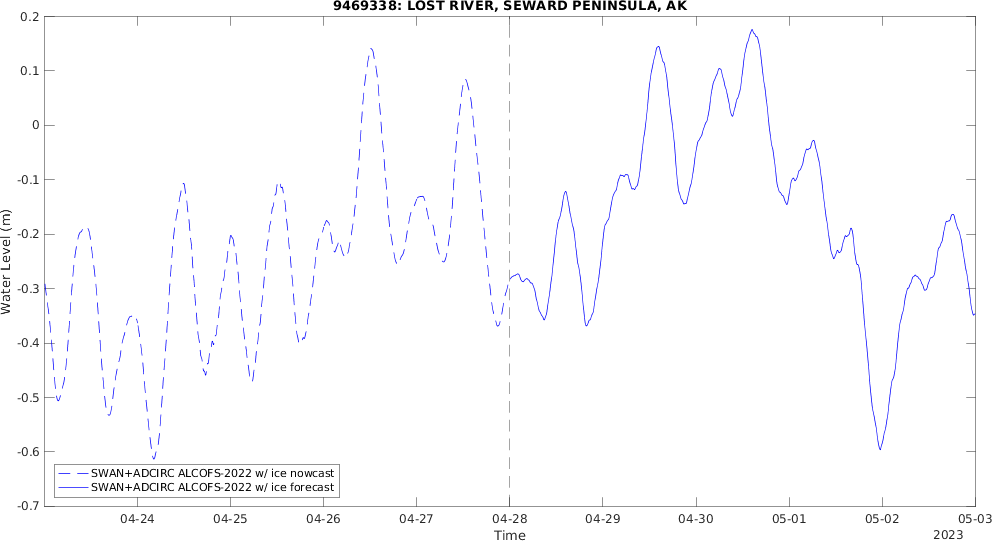 9469338: LOST RIVER, SEWARD PENINSULA, AK
0.2
0.1
0
-0.1
-0.2
-0.3
-0.4
-0.5
-0.6
-0.7
Water Level (m)
SWAN+ADCIRC ALCOFS-2022 w/ ice nowcast
SWAN+ADCIRC ALCOFS-2022 w/ ice forecast
04-24 04-25 04-26 04-27 04-28 04-29 04-30 05-01 05-02 05-03
Time
2023